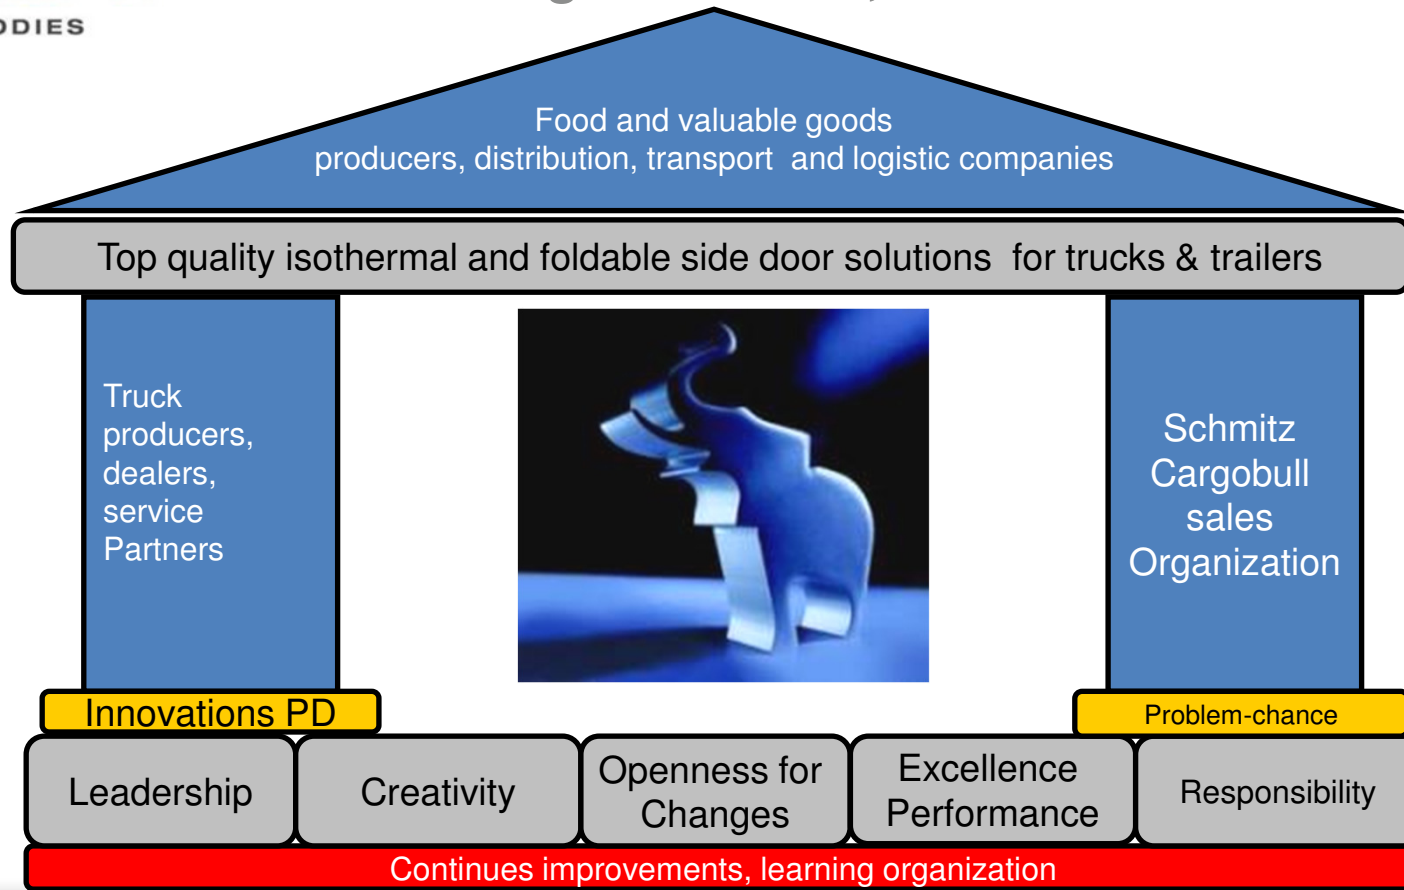 Food and valuable goods
producers, distribution, transport and logistic companies
Top quality isothermal and foldable side door solutions for trucks & trailers
Truck
producers,
dealers,
service
Partners
Schmitz
Cargobull
sales
Organization
Innovations PD
Problem-chance
Leadership
Creativity
Openness for
Changes
Excellence
Performance
Responsibility
Continues improvements, learning organization